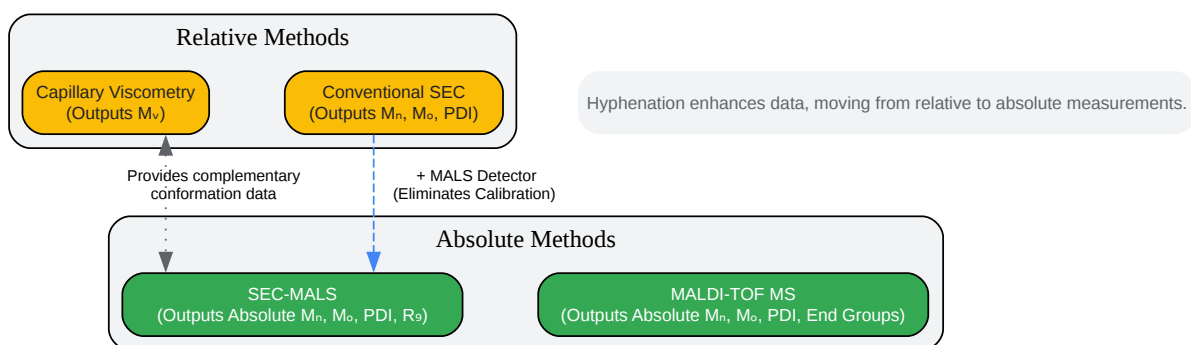 Relative Methods
Capillary Viscometry
(Outputs Mᵥ)
Conventional SEC
(Outputs Mₙ, Mₒ, PDI)
Hyphenation enhances data, moving from relative to absolute measurements.
Provides complementary
conformation data
+ MALS Detector
(Eliminates Calibration)
Absolute Methods
SEC-MALS
(Outputs Absolute Mₙ, Mₒ, PDI, R₉)
MALDI-TOF MS
(Outputs Absolute Mₙ, Mₒ, PDI, End Groups)